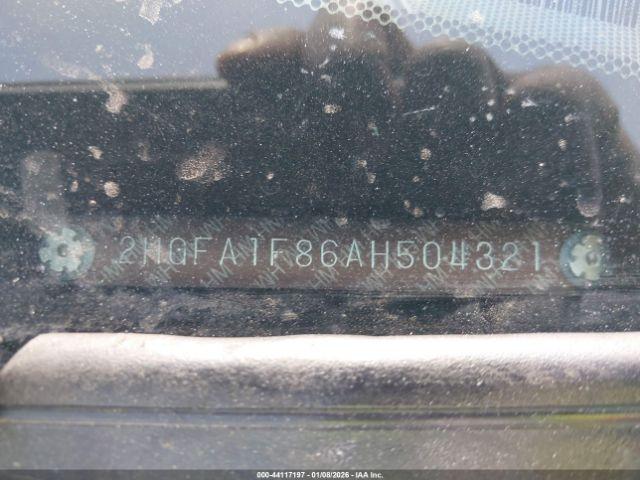 2HGFA1F86AH504321
000-44117197 - 01/08/2026 - IAA Inc.